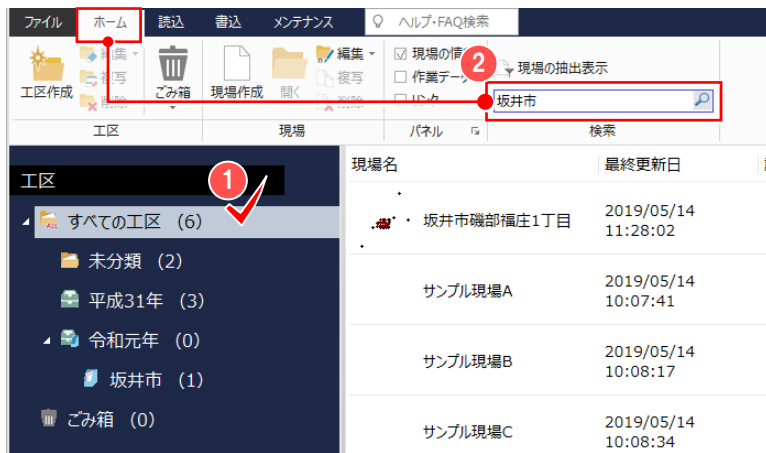 ファイル ホーム 読込 書込 メンテナンス ヘルプ・FAQ検索
工区作成 編集 複写 削除 ごみ箱 現場作成 開く 編集 複写 削除
現場の情
作業データ
リンク
2
現場の抽出表示
坂井市
工区 現場 パネル 検索
工区
1
すべての工区 (6)
未分類 (2)
平成31年 (3)
令和元年 (0)
坂井市 (1)
ごみ箱 (0)
現場名 最終更新日
坂井市磯部福庄1丁目 2019/05/14
11:28:02
サンプル現場A 2019/05/14
10:07:41
サンプル現場B 2019/05/14
10:08:17
サンプル現場C 2019/05/14
10:08:34